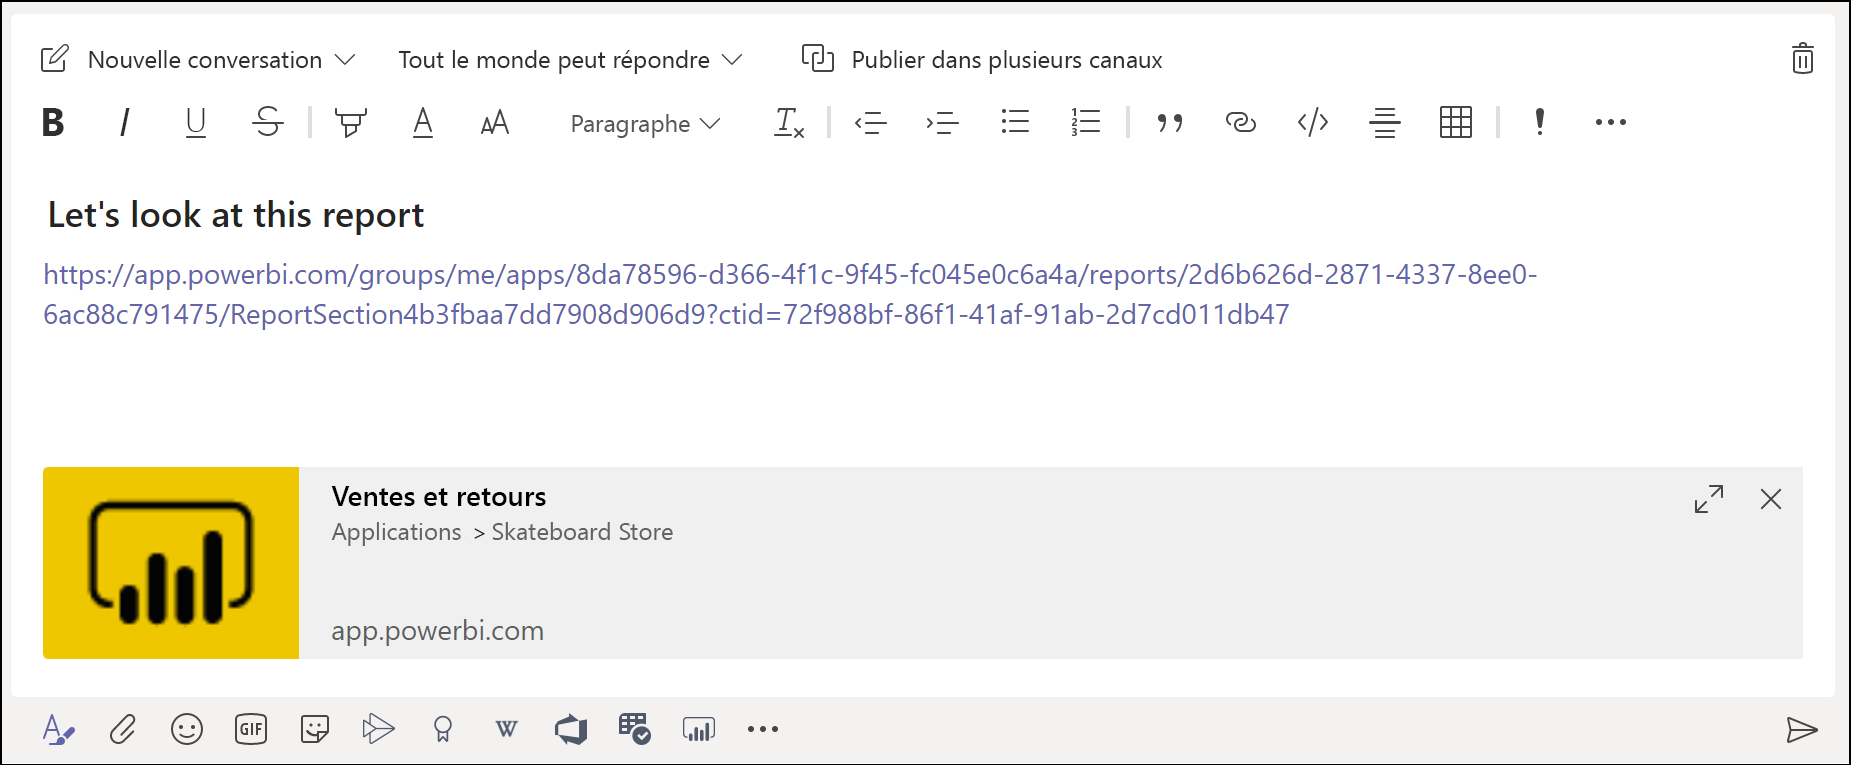 Nouvelle conversation Tout le monde peut répondre Publier dans plusieurs canaux
B I U S A AA Paragraphe Tx
Let's look at this report
https://app.powerbi.com/groups/me/apps/8da78596-d366-4f1c-9f45-fc045e0c6a4a/reports/2d6b626d-2871-4337-8ee0-
6ac88c791475/ReportSection4b3fbaa7dd7908d906d9?ctid=72f988bf-86f1-41af-91ab-2d7cd011db47
Ventes et retours
Applications > Skateboard Store
app.powerbi.com
GIF W